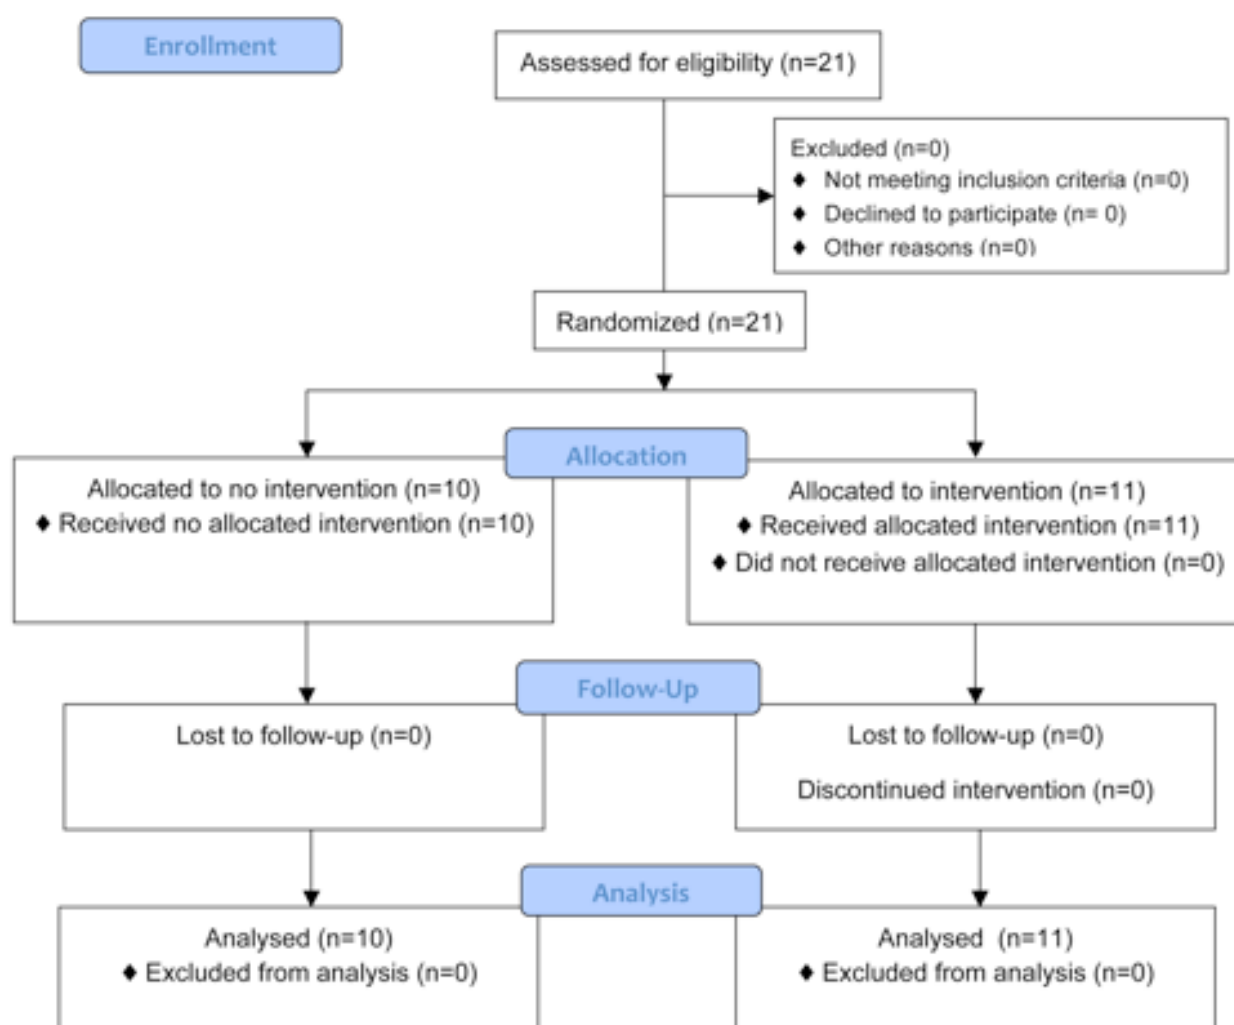 Enrollment
Assessed for eligibility (n=21)
Excluded (n=0)
♦ Not meeting inclusion criteria (n=0)
♦ Declined to participate (n= 0)
♦ Other reasons (n=0)
Randomized (n=21)
Allocation
Allocated to no intervention (n=10)
♦ Received no allocated intervention (n=10)
Allocated to intervention (n=11)
♦ Received allocated intervention (n=11)
♦ Did not receive allocated intervention (n=0)
Follow-Up
Lost to follow-up (n=0)
Lost to follow-up (n=0)
Discontinued intervention (n=0)
Analysis
Analysed (n=10)
♦ Excluded from analysis (n=0)
Analysed (n=11)
♦ Excluded from analysis (n=0)